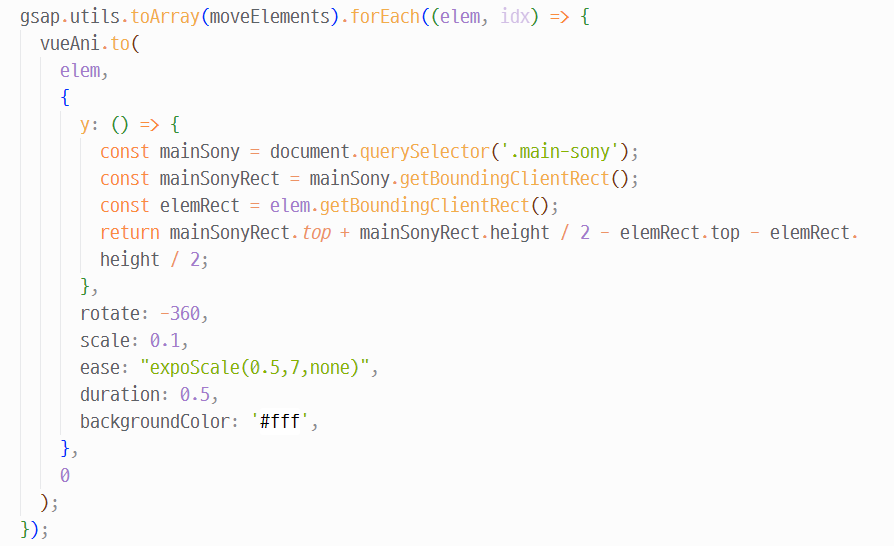 gsap.utils.toArray(moveElements).forEach((elem, idx) => {
vueAni.to(
elem,
{
y: () => {
const mainSony = document.querySelector('.main-sony');
const mainSonyRect = mainSony.getBoundingClientRect();
const elemRect = elem.getBoundingClientRect();
return mainSonyRect.top + mainSonyRect.height / 2 - elemRect.top - elemRect.
height / 2;
},
rotate: -360,
scale: 0.1,
ease: "expoScale(0.5,7,none)",
duration: 0.5,
backgroundColor: '#fff',
},
0
);
});